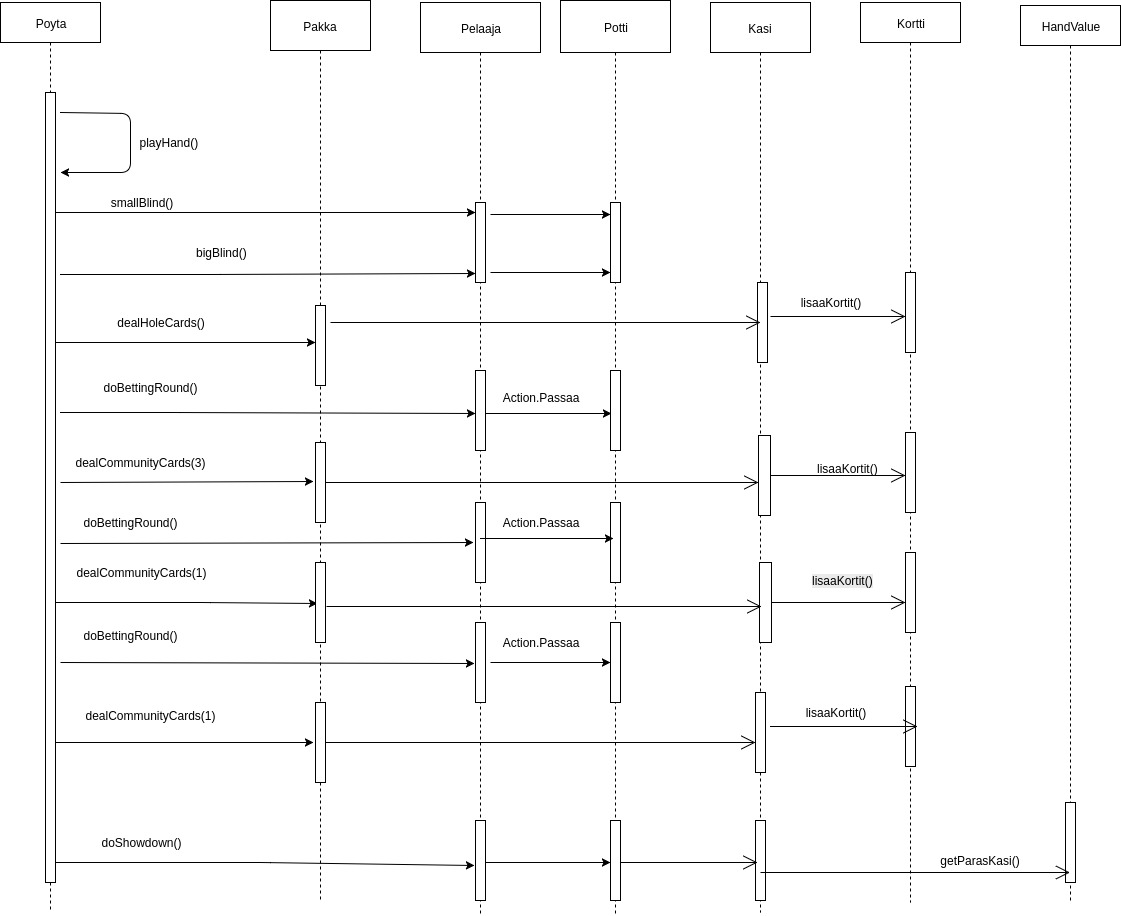 Poyta
Pakka
Pelaaja
Potti
Kasi
Kortti
HandValue
playHand()
smallBlind()
bigBlind()
dealHoleCards()
lisaaKortit()
doBettingRound()
Action.Passaa
dealCommunityCards(3)
lisaaKortit()
doBettingRound()
Action.Passaa
dealCommunityCards(1)
lisaaKortit()
doBettingRound()
Action.Passaa
dealCommunityCards(1)
lisaaKortit()
doShowdown()
getParasKasi()